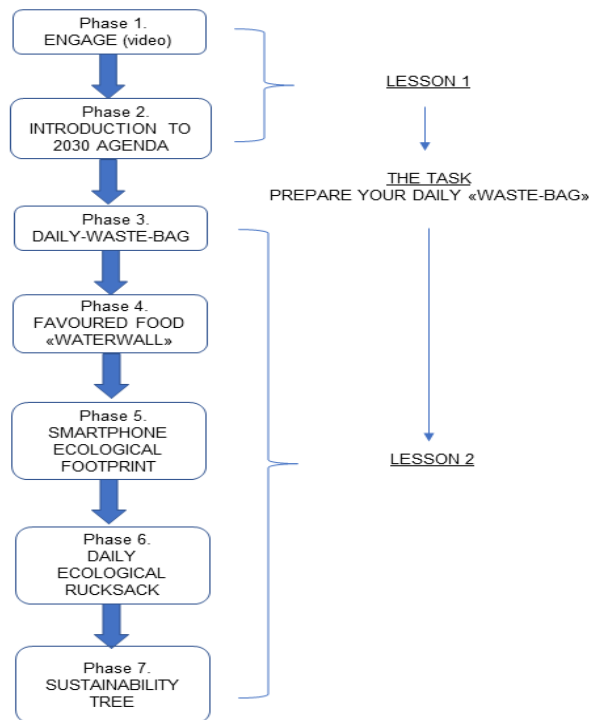 Phase 1.
ENGAGE (video)
Phase 2.
INTRODUCTION TO
2030 AGENDA
Phase 3.
DAILY-WASTE-BAG
Phase 4.
FAVOURED FOOD
«WATERWALL»
Phase 5.
SMARTPHONE
ECOLOGICAL
FOOTPRINT
Phase 6.
DAILY
ECOLOGICAL
RUCKSACK
Phase 7.
SUSTAINABILITY
TREE
LESSON 1
THE TASK
PREPARE YOUR DAILY «WASTE-BAG»
LESSON 2